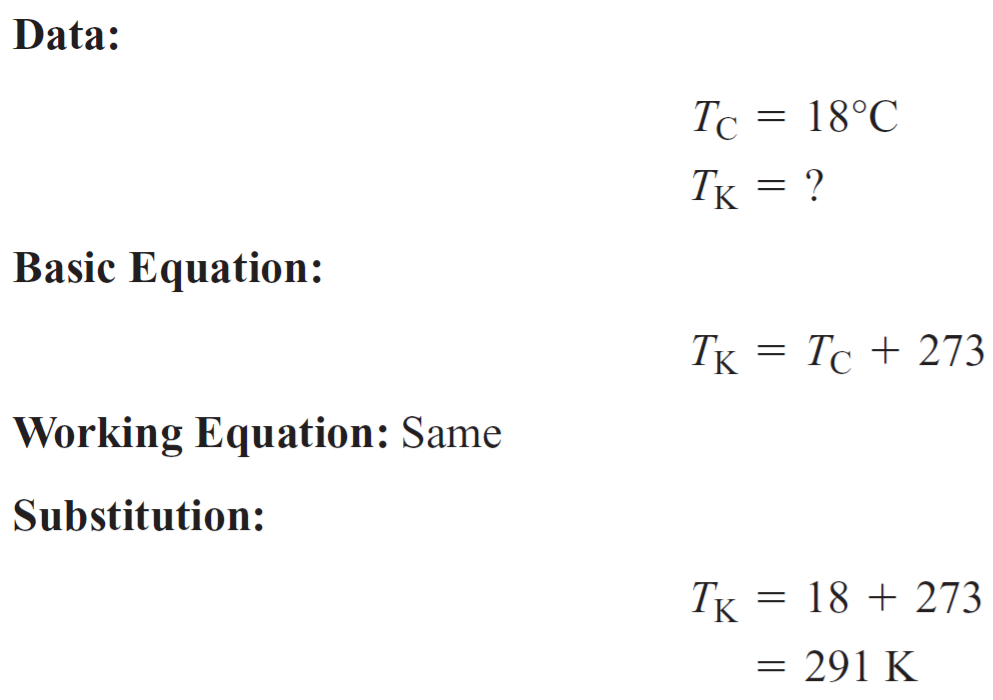 Data:
T_C = 18°C
T_K = ?
Basic Equation:
T_K = T_C + 273
Working Equation: Same
Substitution:
T_K = 18 + 273
= 291 K